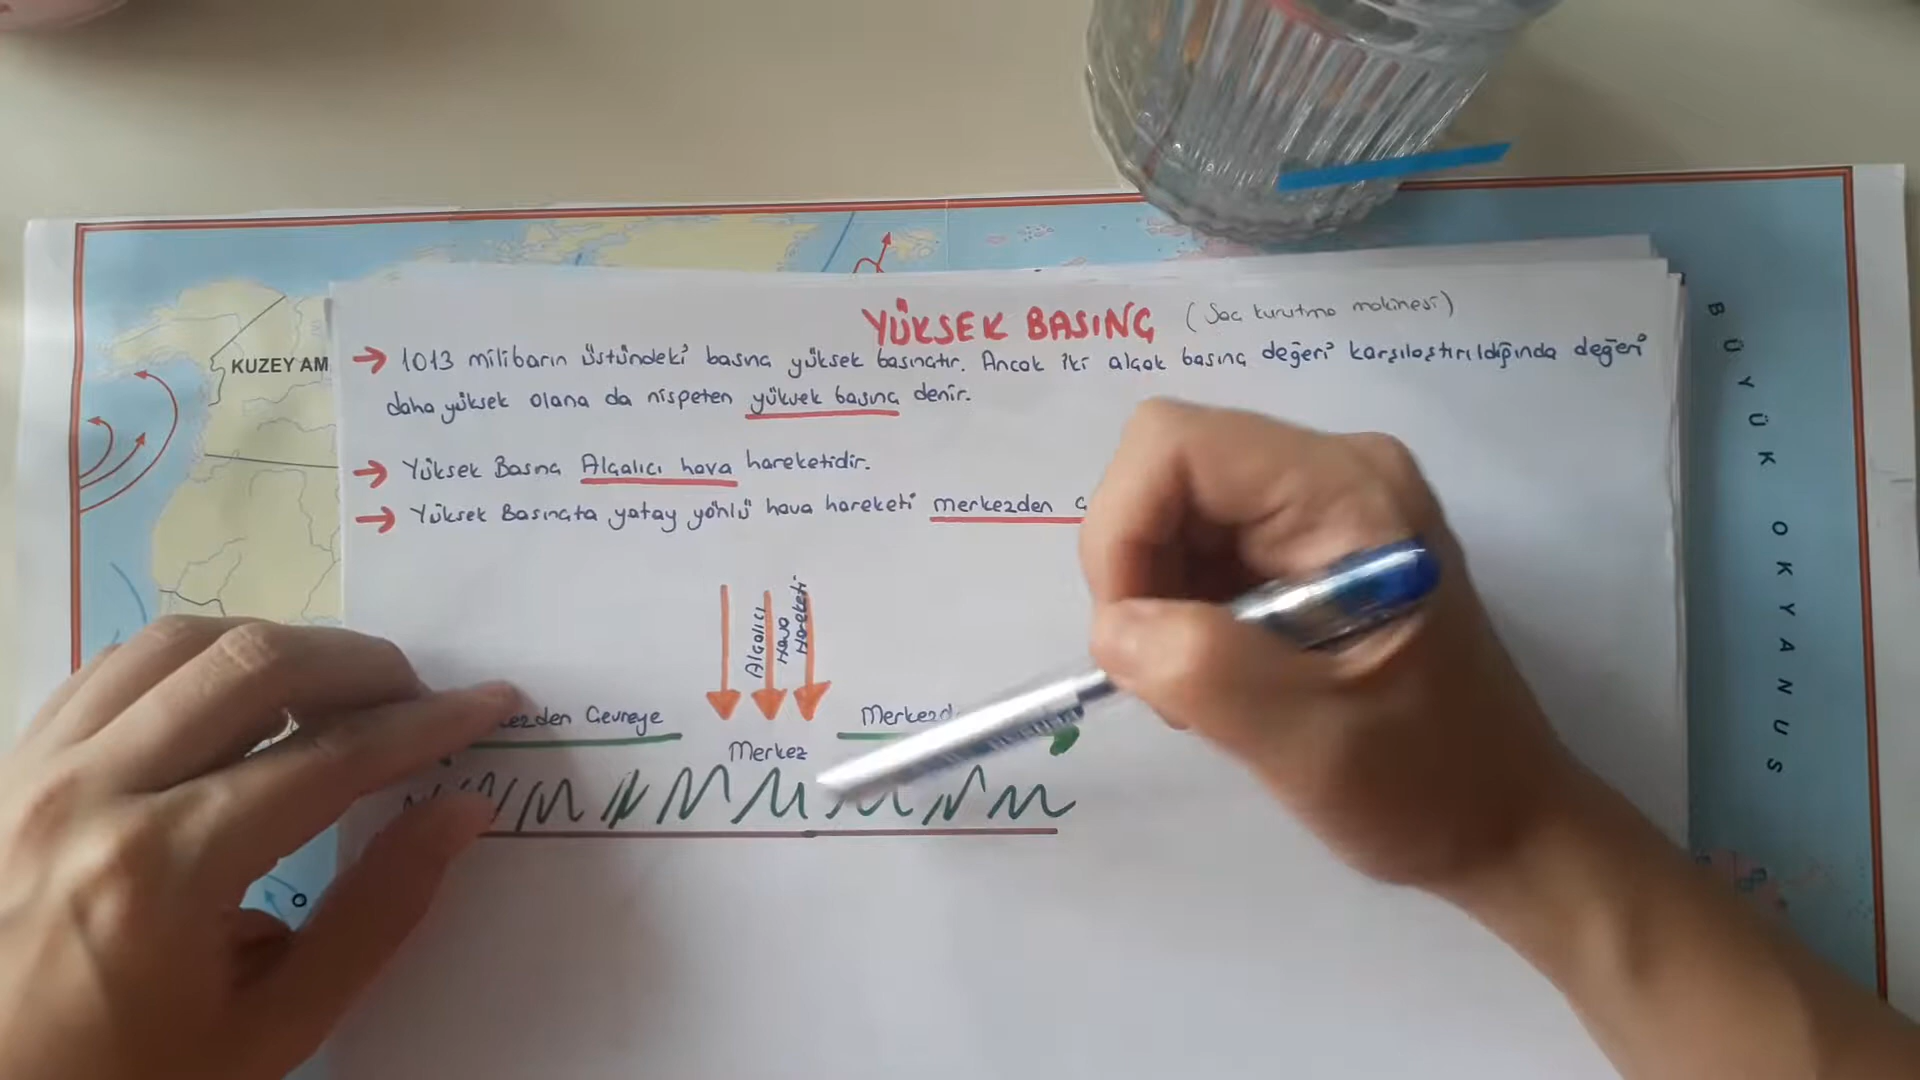 YÜKSEK BASINÇ (Saç kurutma makinesi)
→ 1013 milibarın üstündeki basınç yüksek basınçtır. Ancak iki alçak basınç değeri karşılaştırıldığında değeri
daha yüksek olana da nispeten yüksek basınç denir.
→ Yüksek Basınç Alçalıcı hava hareketidir.
→ Yüksek Basınçta yatay yönlü hava hareketi merkezden
Alçalıcı
Hava
Hareketi
Çevreye
Merkez
KUZEY AM
BÜYÜK OKYANUS
O